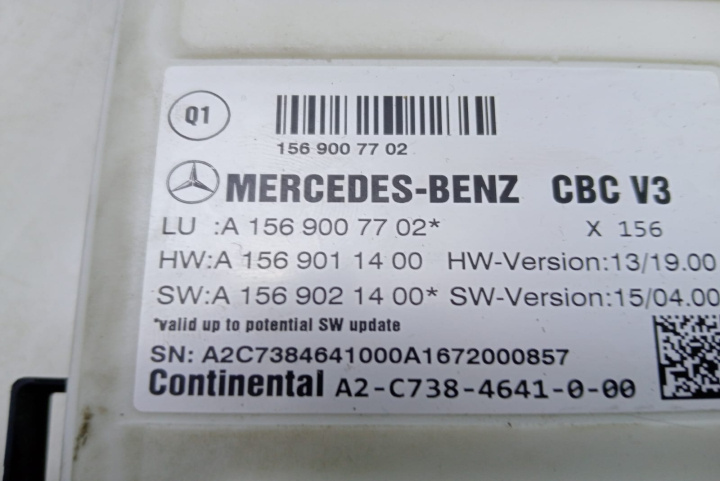 Q1
156 900 77 02
MERCEDES-BENZ CBC V3
LU :A 156 900 77 02* X 156
HW:A 156 901 14 00 HW-Version:13/19.00
SW:A 156 902 14 00* SW-Version:15/04.00
*valid up to potential SW update
SN: A2C7384641000A1672000857
Continental A2-C738-4641-0-00